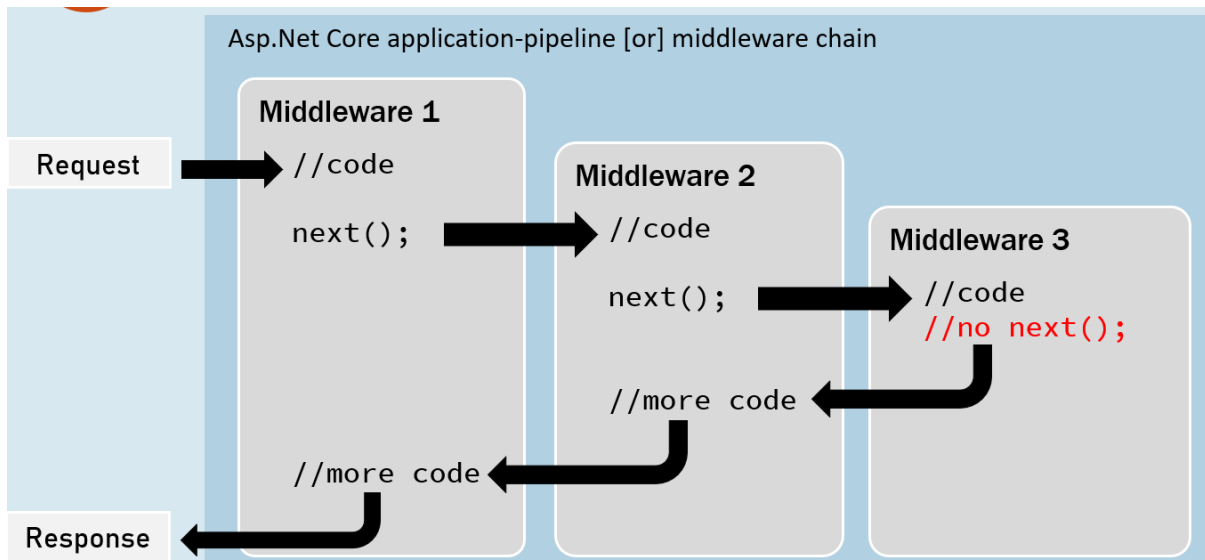 Asp.Net Core application-pipeline [or] middleware chain
Request
Middleware 1
//code
next();
//more code
Middleware 2
//code
next();
//more code
Middleware 3
//code
//no next();
Response